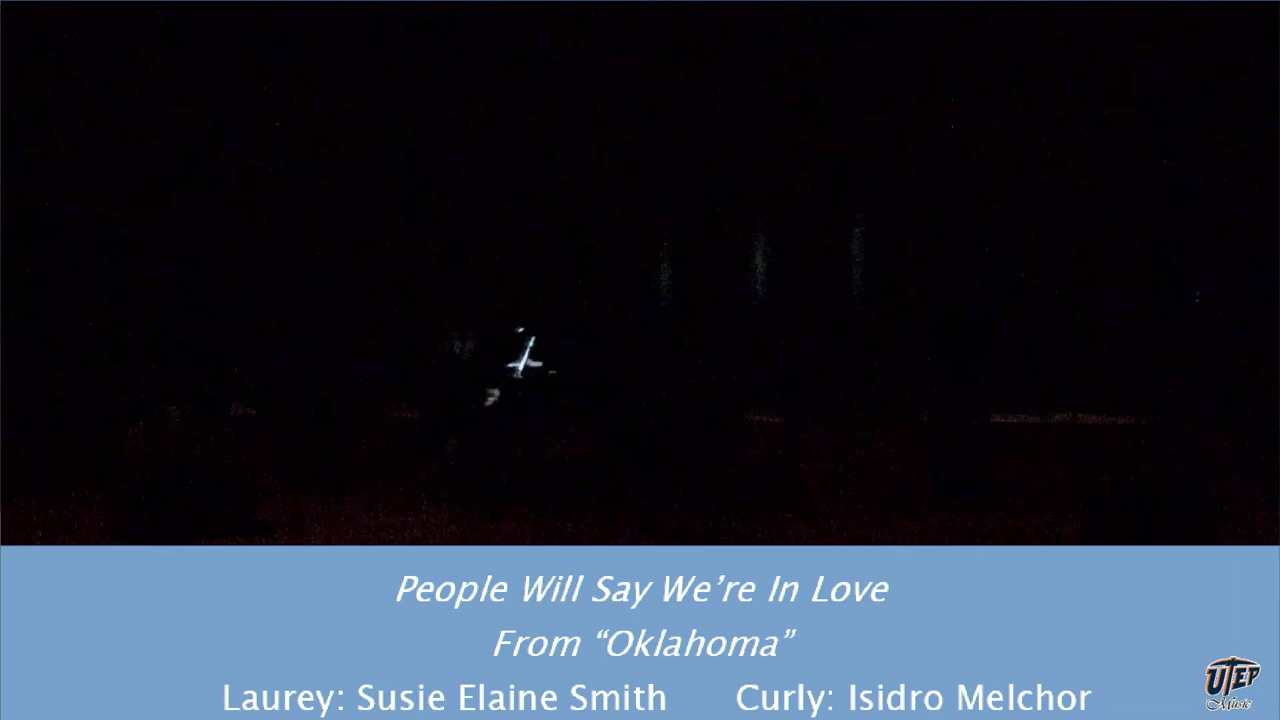 People Will Say We're In Love
From “Oklahoma”
Laurey: Susie Elaine Smith Curly: Isidro Melchor
UTEP
Music